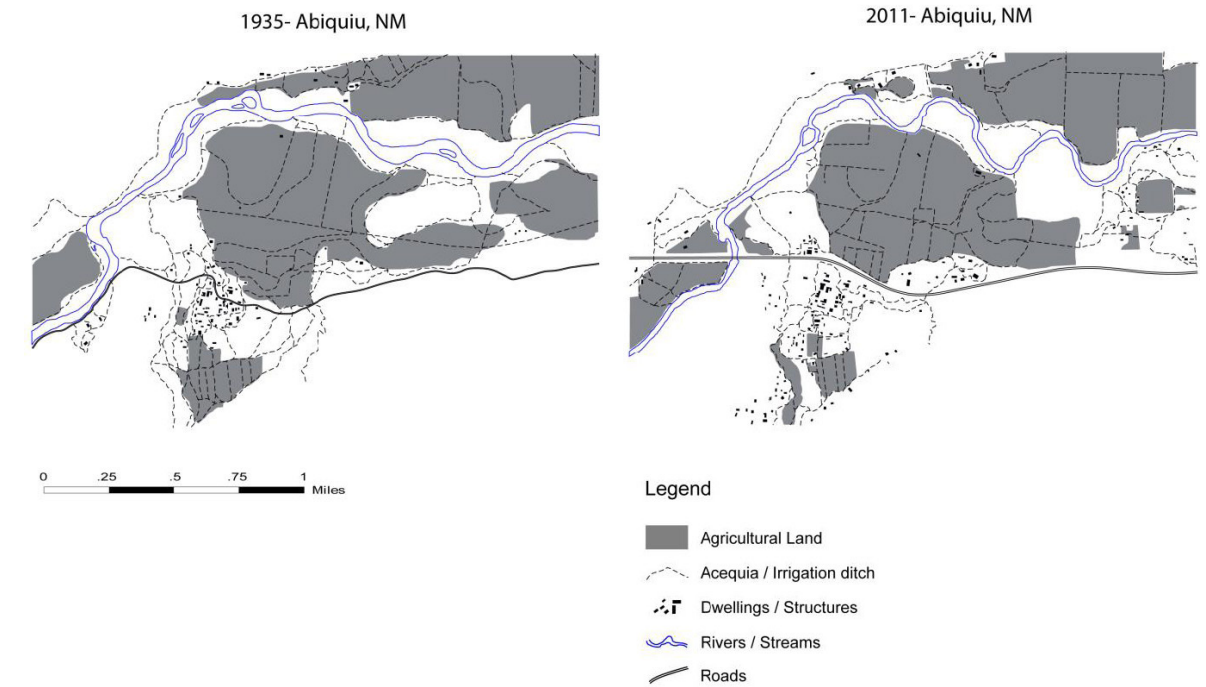 1935- Abiquiu, NM
2011- Abiquiu, NM
0 .25 .5 .75 1
Miles
Legend
Agricultural Land
Acequia / Irrigation ditch
Dwellings / Structures
Rivers / Streams
Roads